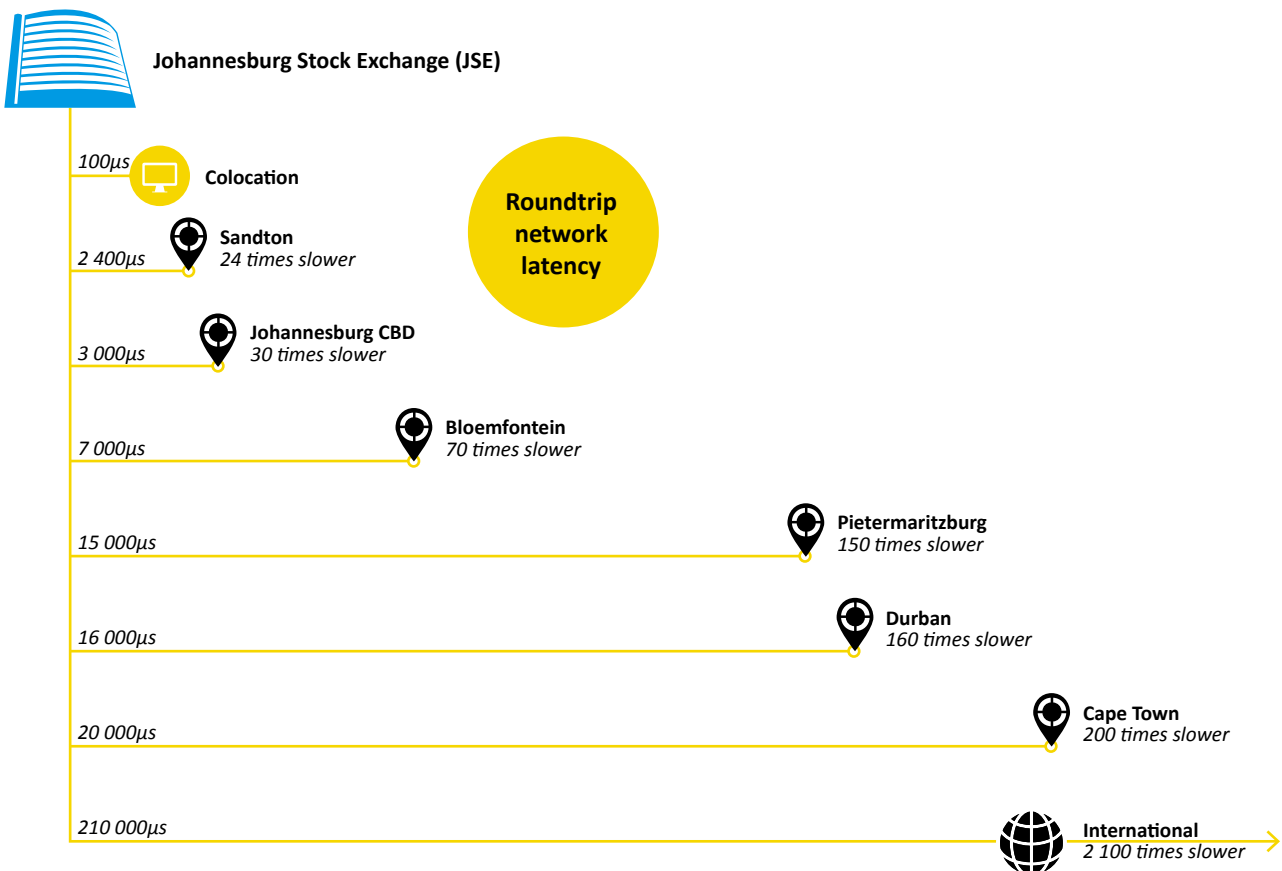 Johannesburg Stock Exchange (JSE)
100µs
Colocation
Roundtrip
network
latency
Sandton
24 times slower
2 400µs
Johannesburg CBD
30 times slower
3 000µs
Bloemfontein
70 times slower
7 000µs
Pietermaritzburg
150 times slower
15 000µs
Durban
160 times slower
16 000µs
Cape Town
200 times slower
20 000µs
International
2 100 times slower
210 000µs